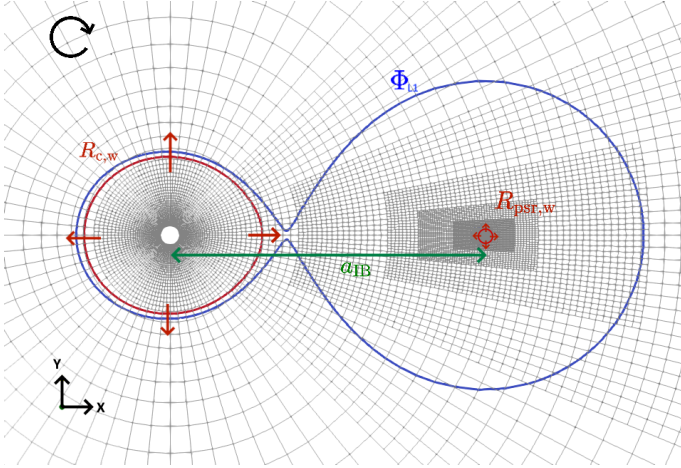 Φ_L1
R_c,w
R_psr,w
a_IB
Y
X